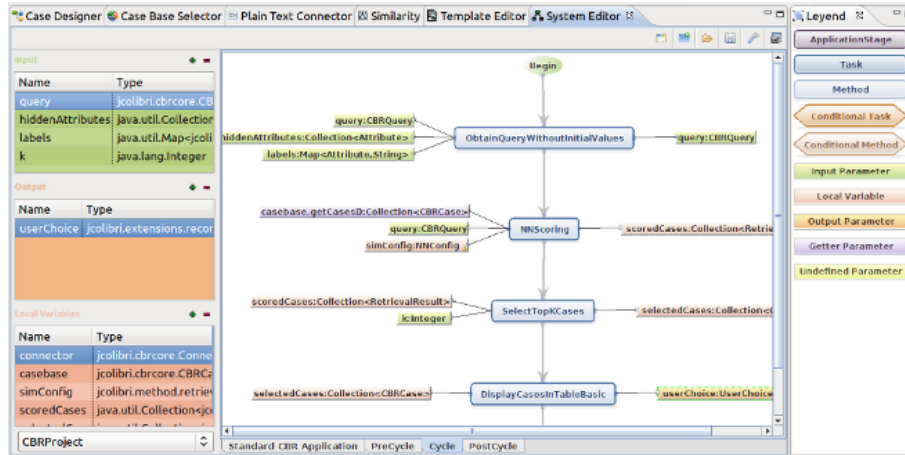 Case Designer Case Base Selector Plain Text Connector Similarity Template Editor System Editor
Leyend
Input
Name Type
query jcolibri.cbrcore.CB
hiddenAttributes java.util.Collection
labels java.util.Map<jcoli
k java.lang.Integer
Output
Name Type
userChoice jcolibri.extensions.recor
Local Variables
Name Type
connector jcolibri.cbrcore.Conne
casebase jcolibri.cbrcore.CBRCa
simConfig jcolibri.method.retrie
scoredCases java.util.Collection<jco
CBRProject
Begin
query:CBRQuery
hiddenAttributes:Collection<Attribute>
labels:Map<Attribute,String>
ObtainQueryWithoutInitialValues
query:CBRQuery
casebase.getCasesD:Collection<CBRCase>
query:CBRQuery
simConfig:NNConfig
NNScoring
scoredCases:Collection<Retrie
scoredCases:Collection<RetrievalResult>
k:Integer
SelectTopKCases
selectedCases:Collection<C
selectedCases:Collection<CBRCase>
DisplayCasesInTableBasic
userChoice:UserChoice
Standard CBR Application PreCycle Cycle PostCycle
ApplicationStage
Task
Method
Conditional Task
Conditional Method
Input Parameter
Local Variable
Output Parameter
Getter Parameter
Undefined Parameter